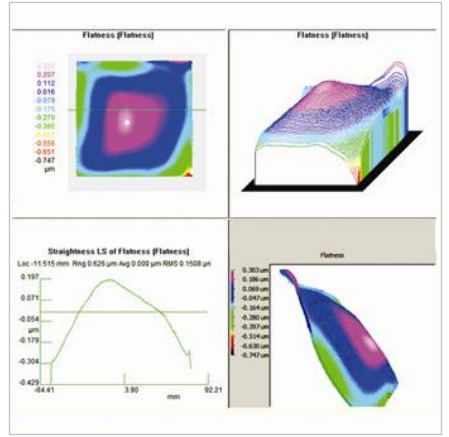 Flatness (Flatness)
0.207
0.112
0.016
-0.079
-0.175
-0.270
-0.365
-0.556
-0.651
-0.747
µm
Flatness (Flatness)
Straightness LS of Flatness (Flatness)
Loc -11.515 mm Rng 0.626 µm Avg 0.000 µm RMS 0.1508 µm
0.197
0.071
-0.054
µm
-0.179
-0.304
-0.429
-84.41 3.90 92.21
mm
Flatness
0.303 um
0.186 um
0.069 um
-0.047 um
-0.164 um
-0.280 um
-0.397 um
-0.514 um
-0.630 um
-0.747 um